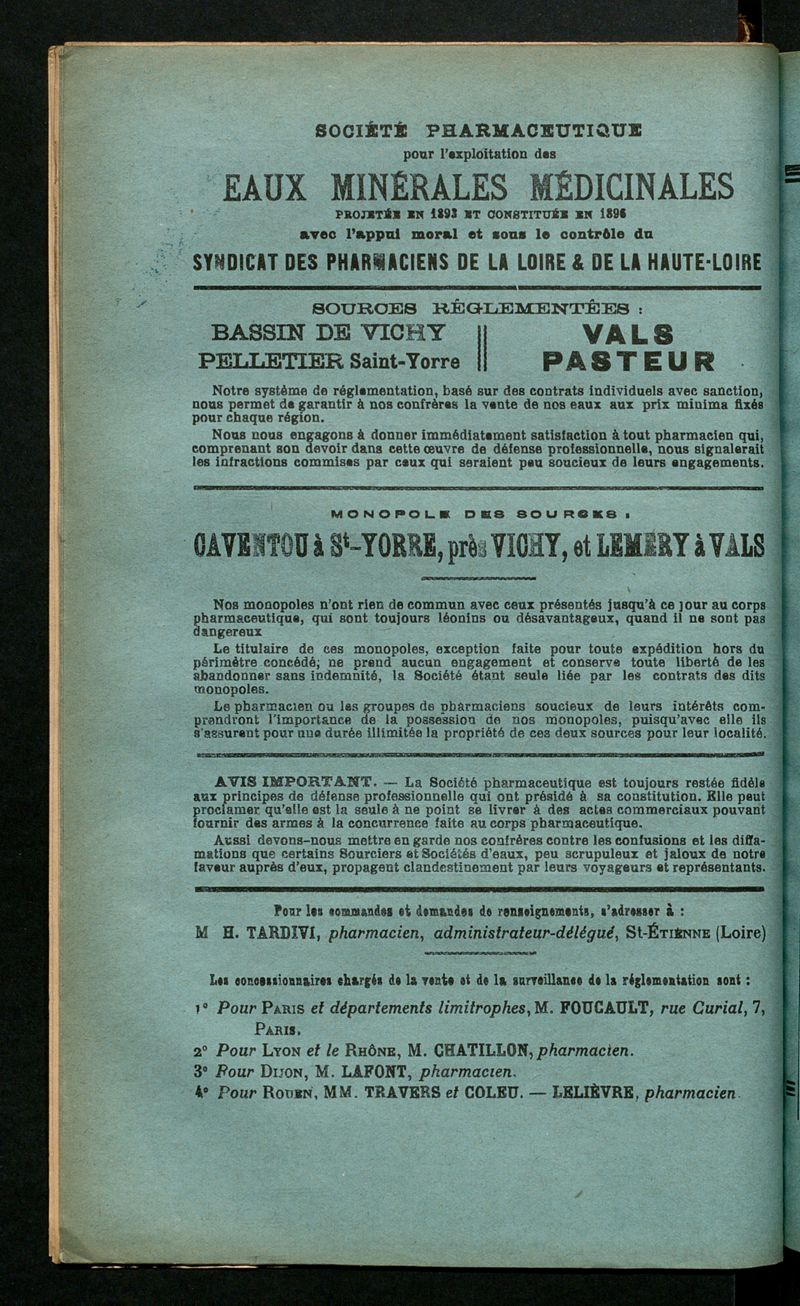 SOCIÉTÉ PHARMACEUTIQUE
pour l'exploitation des
EAUX MINÉRALES MÉDICINALES
PROJETÉE EN 1893 ET CONSTITUÉE EN 1896
avec l'appui moral et sous le contrôle du
SYNDICAT DES PHARMACIENS DE LA LOIRE & DE LA HAUTE-LOIRE
SOURCES RÉGLEMENTÉES :
BASSIN DE VICHY
PELLETIER Saint-Yorre
VALS
PASTEUR
Notre système de réglementation, basé sur des contrats individuels avec sanction,
nous permet de garantir à nos confrères la vente de nos eaux aux prix minima fixés
pour chaque région.
Nous nous engagons à donner immédiatement satisfaction à tout pharmacien qui,
comprenant son devoir dans cette œuvre de défense professionnelle, nous signalerait
les infractions commises par ceux qui seraient peu soucieux de leurs engagements.
MONOPOLE DES SOURCES :
CAVENTOU à St-YORRE, près VICHY, et LEMERY à VALS
Nos monopoles n'ont rien de commun avec ceux présentés jusqu'à ce jour au corps
pharmaceutique, qui sont toujours léonins ou désavantageux, quand il ne sont pas
dangereux
Le titulaire de ces monopoles, exception faite pour toute expédition hors du
périmètre concédé; ne prend aucun engagement et conserve toute liberté de les
abandonner sans indemnité, la Société étant seule liée par les contrats des dits
monopoles.
Le pharmacien ou les groupes de pharmaciens soucieux de leurs intérêts com-
prendront l'importance de la possession de nos monopoles, puisqu'avec elle ils
s'assurent pour une durée illimitée la propriété de ces deux sources pour leur localité.
AVIS IMPORTANT. — La Société pharmaceutique est toujours restée fidèle
aux principes de défense professionnelle qui ont présidé à sa constitution. Elle peut
proclamer qu'elle est la seule à ne point se livrer à des actes commerciaux pouvant
fournir des armes à la concurrence faite au corps pharmaceutique.
Aussi devons-nous mettre en garde nos confrères contre les confusions et les diffa-
mations que certains Sourciers et Sociétés d'eaux, peu scrupuleux et jaloux de notre
faveur auprès d'eux, propagent clandestinement par leurs voyageurs et représentants.
Pour les commandes et demandes de renseignements, s'adresser à :
M H. TARDIVI, pharmacien, administrateur-délégué, St-ÉTIENNE (Loire)
Les concessionnaires chargés de la vente et de la surveillance de la réglementation sont :
1° Pour PARIS et départements limitrophes, M. FOUCAULT, rue Curial, 7,
PARIS.
2° Pour LYON et le RHÔNE, M. CHATILLON, pharmacien.
3° Pour DIJON, M. LAFONT, pharmacien.
4° Pour ROUEN, MM. TRAVERS et COLEU. — LELIÈVRE, pharmacien.